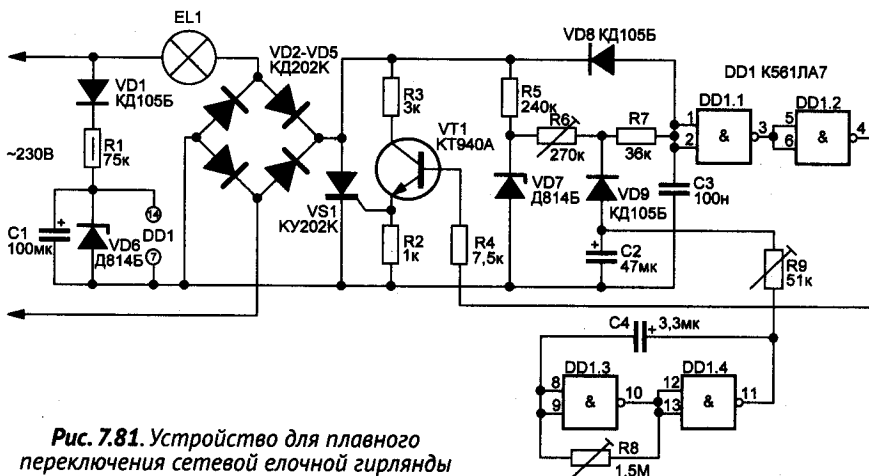 EL1
VD1
КД105Б
R1
75к
~230В
C1
100мк
VD6
Д814Б
14
DD1
7
VD2-VD5
КД202К
VS1
КУ202К
R3
3к
VT1
КТ940А
R2
1к
R4
7,5к
R5
240к
VD7
Д814Б
R6
270к
VD8 КД105Б
R7
36к
VD9
КД105Б
C2
47мк
C3
100н
DD1 К561ЛА7
DD1.1
1
2
&
3
DD1.2
5
6
&
4
R9
51к
C4
+
3,3мк
DD1.3
8
9
&
10
DD1.4
12
13
&
11
R8
1,5М
Рис. 7.81. Устройство для плавного
переключения сетевой елочной гирлянды